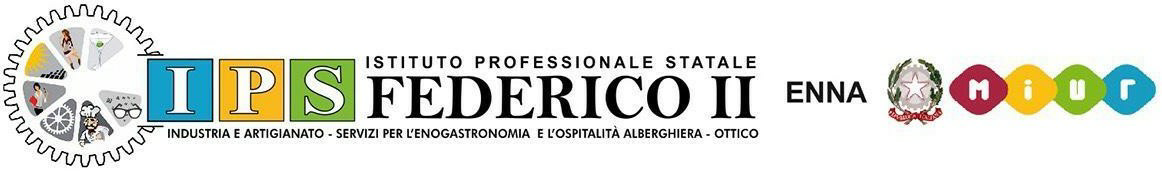 IPS
ISTITUTO PROFESSIONALE STATALE
FEDERICO II
INDUSTRIA E ARTIGIANATO - SERVIZI PER L'ENOGASTRONOMIA E L'OSPITALITÀ ALBERGHIERA - OTTICO
ENNA
miur